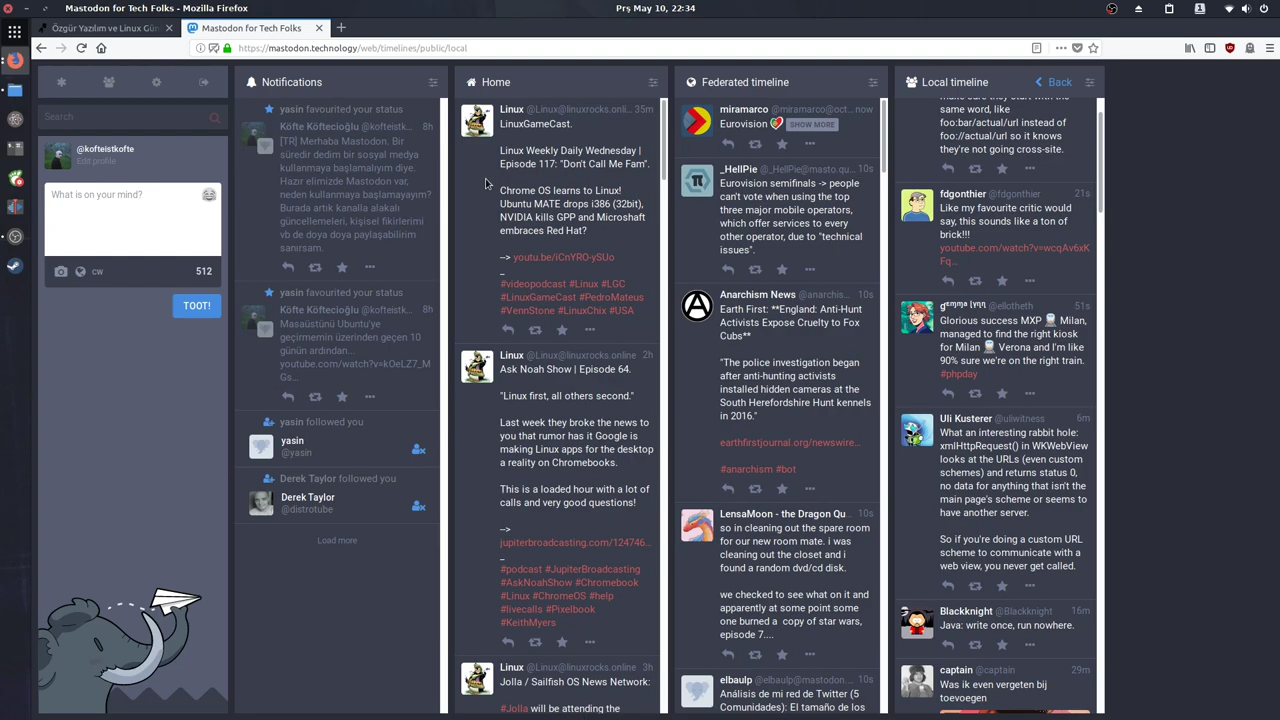 Mastodon for Tech Folks - Mozilla Firefox
Prş May 10, 22:34
Özgür Yazılım ve Linux Gün
Mastodon for Tech Folks
https://mastodon.technology/web/timelines/public/local
Search
@kofteistkofte
Edit profile
What is on your mind?
CW
512
TOOT!
Notifications
yasin favourited your status
Köfte Köftecioğlu @kofteistk… 8h
[TR] Merhaba Mastodon. Bir
süredir dedim bir sosyal medya
kullanmaya başlamalıyım diye.
Hazır elimizde Mastodon var,
neden kullanmaya başlamayayım?
Burada artık kanalla alakalı
güncellemeleri, kişisel fikirlerimi
vb de doya doya paylaşabilirim
sanırsam.
yasin favourited your status
Köfte Köftecioğlu @kofteistk… 8h
Masaüstünü Ubuntu'ye
geçirmemin üzerinden geçen 10
günün ardından...
youtube.com/watch?v=kOeLZ7_M
Gs…
yasin followed you
yasin
@yasin
Derek Taylor followed you
Derek Taylor
@distrotube
Load more
Home
Linux @Linux@linuxrocks.onli… 35m
LinuxGameCast.
Linux Weekly Daily Wednesday |
Episode 117: "Don't Call Me Fam".
Chrome OS learns to Linux!
Ubuntu MATE drops i386 (32bit),
NVIDIA kills GPP and Microshaft
embraces Red Hat?
--> youtu.be/iCnYRO-ySUo
_
#videopodcast #Linux #LGC
#LinuxGameCast #PedroMateus
#VennStone #LinuxChix #USA
Linux @Linux@linuxrocks.online 2h
Ask Noah Show | Episode 64.
"Linux first, all others second."
Last week they broke the news to
you that rumor has it Google is
making Linux apps for the desktop
a reality on Chromebooks.
This is a loaded hour with a lot of
calls and very good questions!
-->
jupiterbroadcasting.com/124746…
_
#podcast #JupiterBroadcasting
#AskNoahShow #Chromebook
#Linux #ChromeOS #help
#livecalls #Pixelbook
#KeithMyers
Linux @Linux@linuxrocks.online 3h
Jolla / Sailfish OS News Network:
#Jolla will be attending the
Federated timeline
miramarco @miramarco@oct… now
Eurovision SHOW MORE
_HellPie @_HellPie@masto.qu… 9s
Eurovision semifinals -> people
can't vote when using the top
three major mobile operators,
which offer services to every
other operator, due to "technical
issues".
Anarchism News @anarchis… 10s
Earth First: **England: Anti-Hunt
Activists Expose Cruelty to Fox
Cubs**
"The police investigation began
after anti-hunting activists
installed hidden cameras at the
South Herefordshire Hunt kennels
in 2016."
earthfirstjournal.org/newswire…
#anarchism #bot
LensaMoon - the Dragon Qu… 10s
so in cleaning out the spare room
for our new room mate. i was
cleaning out the closet and i
found a random dvd/cd disk.
we checked to see what on it and
apparently at some point some
one burned a copy of star wars,
episode 7....
elbaulp @elbaulp@mastodon.… 10s
Análisis de mi red de Twitter (5
Comunidades): El tamaño de los
Local timeline
Back
make sure they start with the
same word, like in
foo:bar/actual/url instead of
foo://actual/url so it knows
they're not going cross-site.
fdgonthier @fdgonthier 21s
Like my favourite critic would
say, this sounds like a ton of
brick!!!
youtube.com/watch?v=wcqAv6xK
Fq…
@ellotheth 51s
Glorious success MXP Milan,
managed to find the right kiosk
for Milan Verona and I'm like
90% sure we're on the right train.
#phpday
Uli Kusterer @uliwitness 6m
What an interesting rabbit hole:
xmlHttpRequest() in WKWebView
looks at the URLs (even custom
schemes) and returns status 0,
no data for anything that isn't the
main page's scheme or seems to
have another server.
So if you're doing a custom URL
scheme to communicate with a
web view, you never get called.
Blackknight @Blackknight 16m
Java: write once, run nowhere.
captain @captain 29m
Was ik even vergeten bij
toevoegen